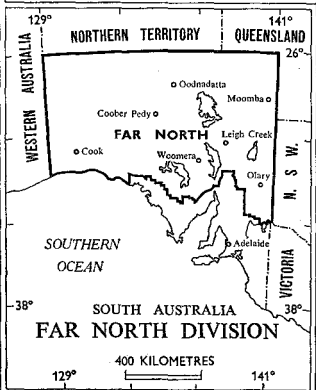 129°
141°
NORTHERN TERRITORY
QUEENSLAND
26°
WESTERN AUSTRALIA
Oodnadatta
Moomba
Coober Pedy
FAR NORTH
Leigh Creek
Cook
Woomera
Olary
N. S. W.
SOUTHERN
OCEAN
Adelaide
VICTORIA
38°
38°
SOUTH AUSTRALIA
FAR NORTH DIVISION
400 KILOMETRES
129°
141°